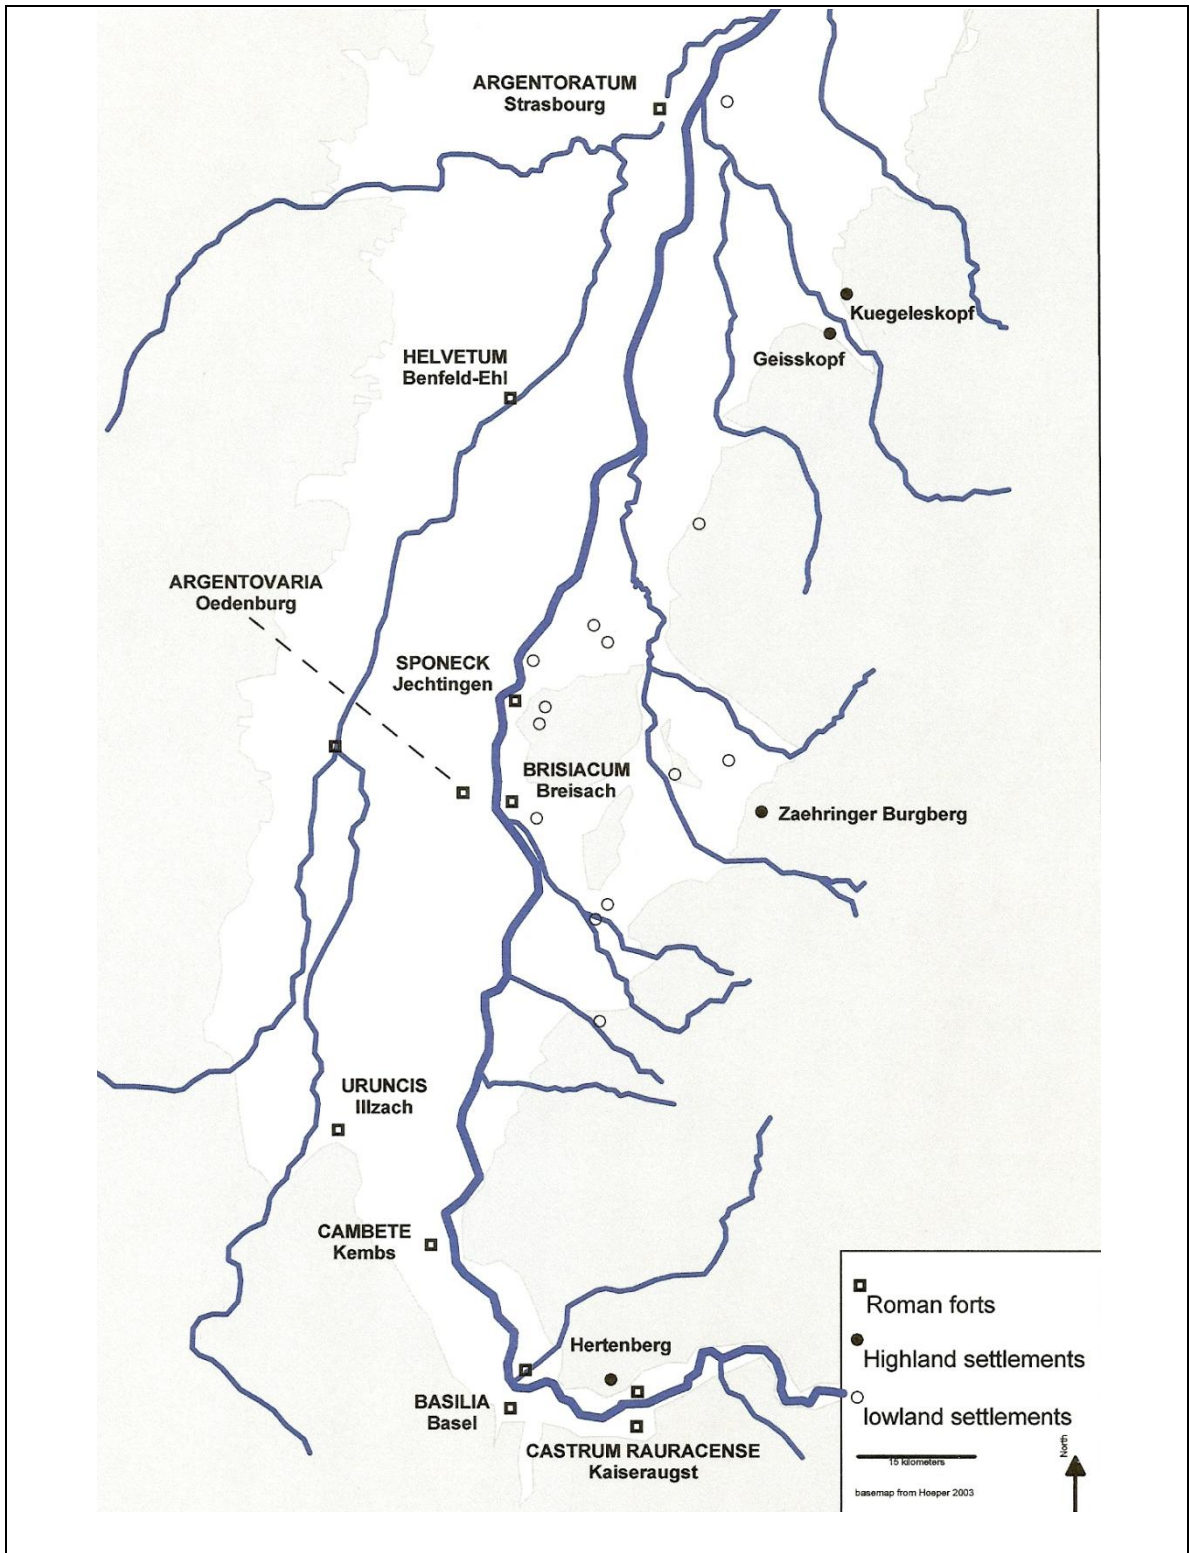 ARGENTORATUM
Strasbourg
Kuegeleskopf
Geisskopf
HELVETUM
Benfeld-Ehl
ARGENTOVARIA
Oedenburg
SPONECK
Jechtingen
BRISIACUM
Breisach
Zaehringer Burgberg
URUNCIS
Illzach
CAMBETE
Kembs
Hertenberg
BASILIA
Basel
CASTRUM RAURACENSE
Kaiseraugst
Roman forts
Highland settlements
lowland settlements
15 kilometers
North
basemap from Hoeper 2003